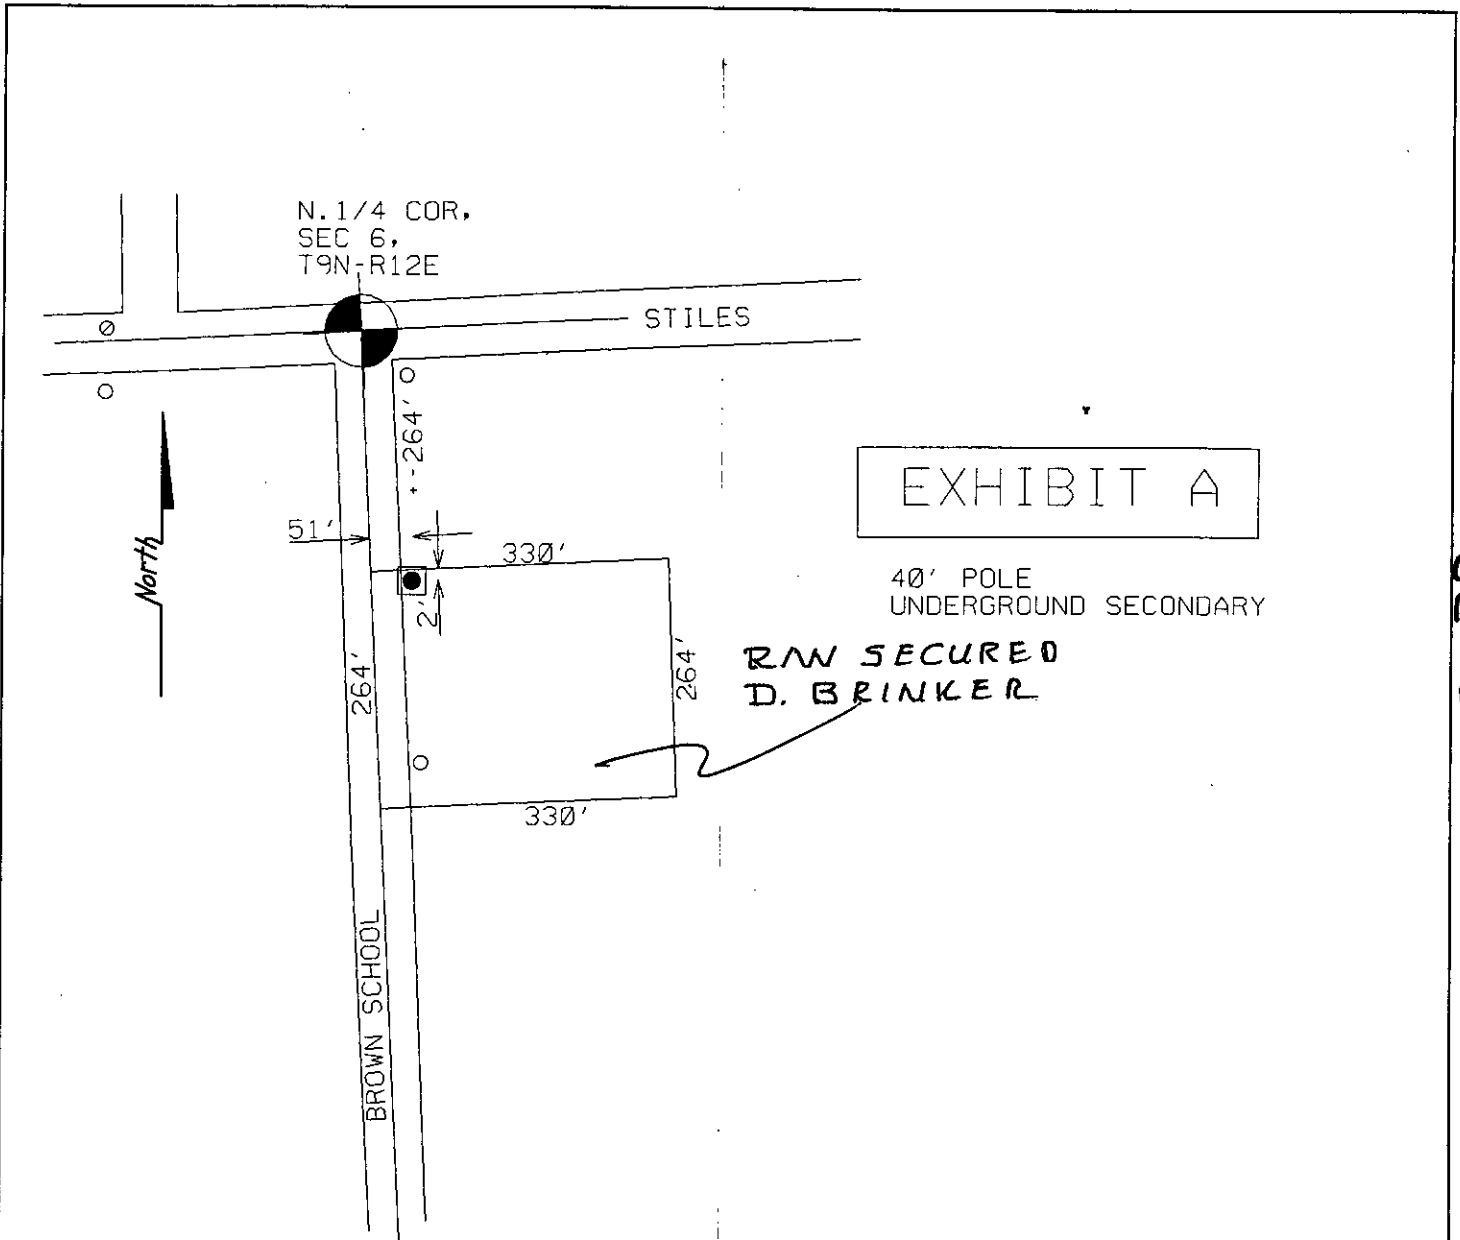 N.1/4 COR,
SEC 6,
T9N-R12E
STILES
+-264'
EXHIBIT A
51'
330'
North
40' POLE
UNDERGROUND SECONDARY
2'
R/W SECURED
D. BRINKER
264'
264'
330'
BROWN SCHOOL